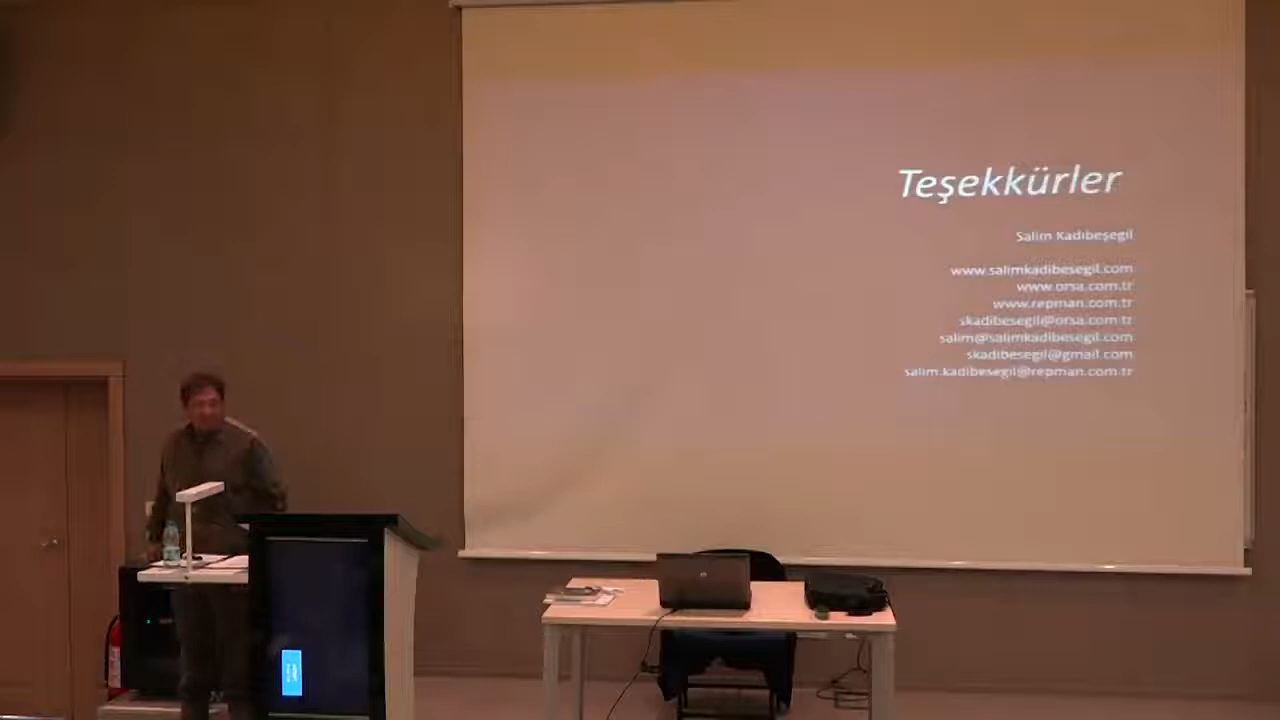 Teşekkürler
Salim Kadıbeşegil
www.salimkadibesegil.com
www.orsa.com.tr
www.repman.com.tr
skadibesegil@orsa.com.tr
salim@salimkadibesegil.com
skadibesegil@gmail.com
salim.kadibesegil@repman.com.tr